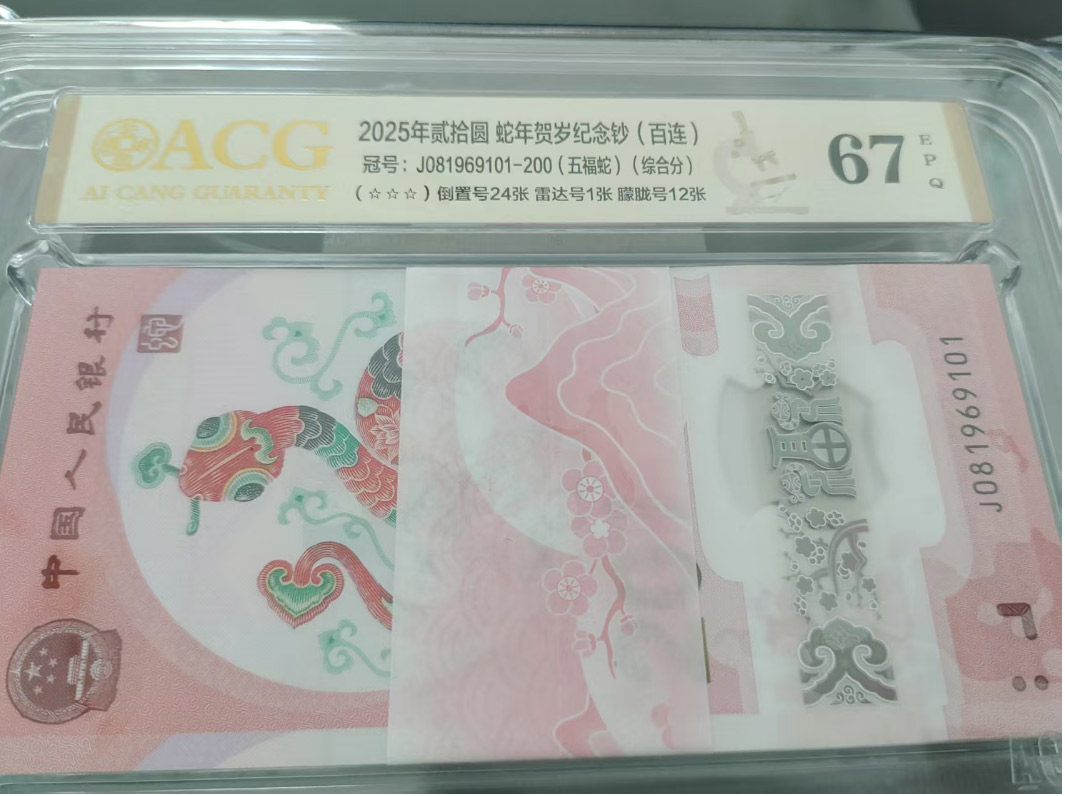 ACG
AI CANG GUARANTY
2025年贰拾圆 蛇年贺岁纪念钞（百连）
冠号：J081969101-200（五福蛇）（综合分）
（☆☆☆）倒置号24张 雷达号1张 朦胧号12张
67
EPQ
中国人民银行
福
J081969101